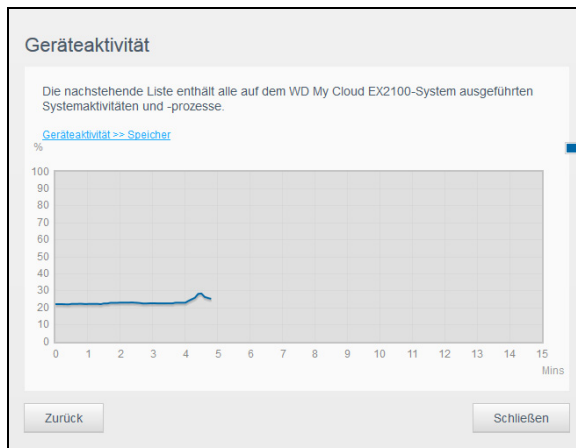 Geräteaktivität
Die nachstehende Liste enthält alle auf dem WD My Cloud EX2100-System ausgeführten
Systemaktivitäten und -prozesse.
Geräteaktivität >> Speicher
%
100
90
80
70
60
50
40
30
20
10
0
0 1 2 3 4 5 6 7 8 9 10 11 12 13 14 15
Mins
Zurück
Schließen